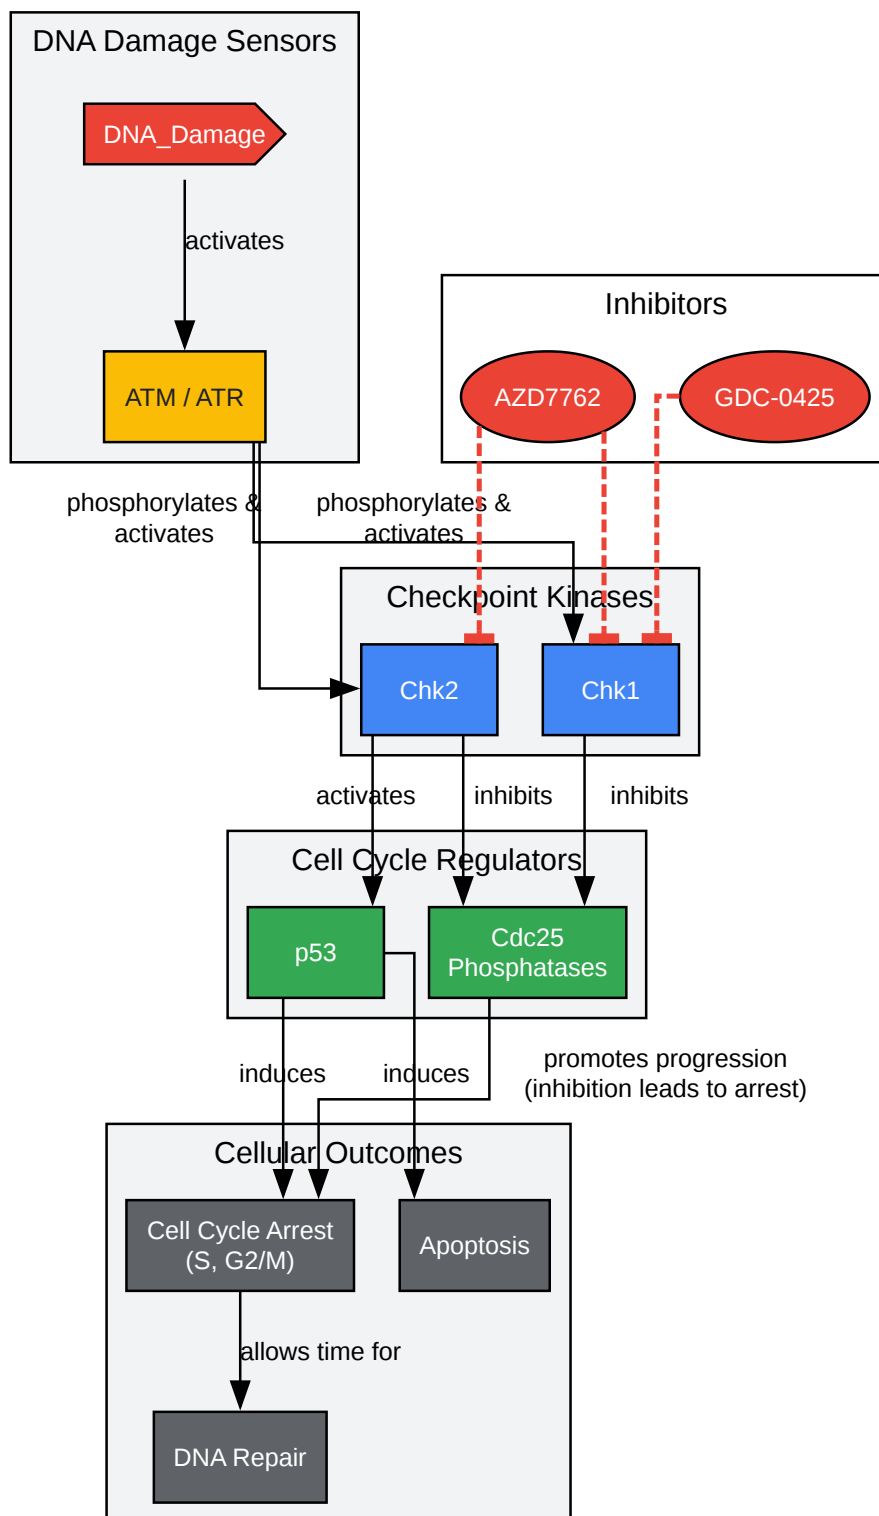 DNA Damage Sensors
DNA_Damage
activates
Inhibitors
ATM / ATR
AZD7762
GDC-0425
phosphorylates &
activates
phosphorylates &
activates
Checkpoint Kinases
Chk2
Chk1
activates
inhibits
inhibits
Cell Cycle Regulators
p53
Cdc25
Phosphatases
induces
induces
promotes progression
(inhibition leads to arrest)
Cellular Outcomes
Cell Cycle Arrest
(S, G2/M)
Apoptosis
allows time for
DNA Repair